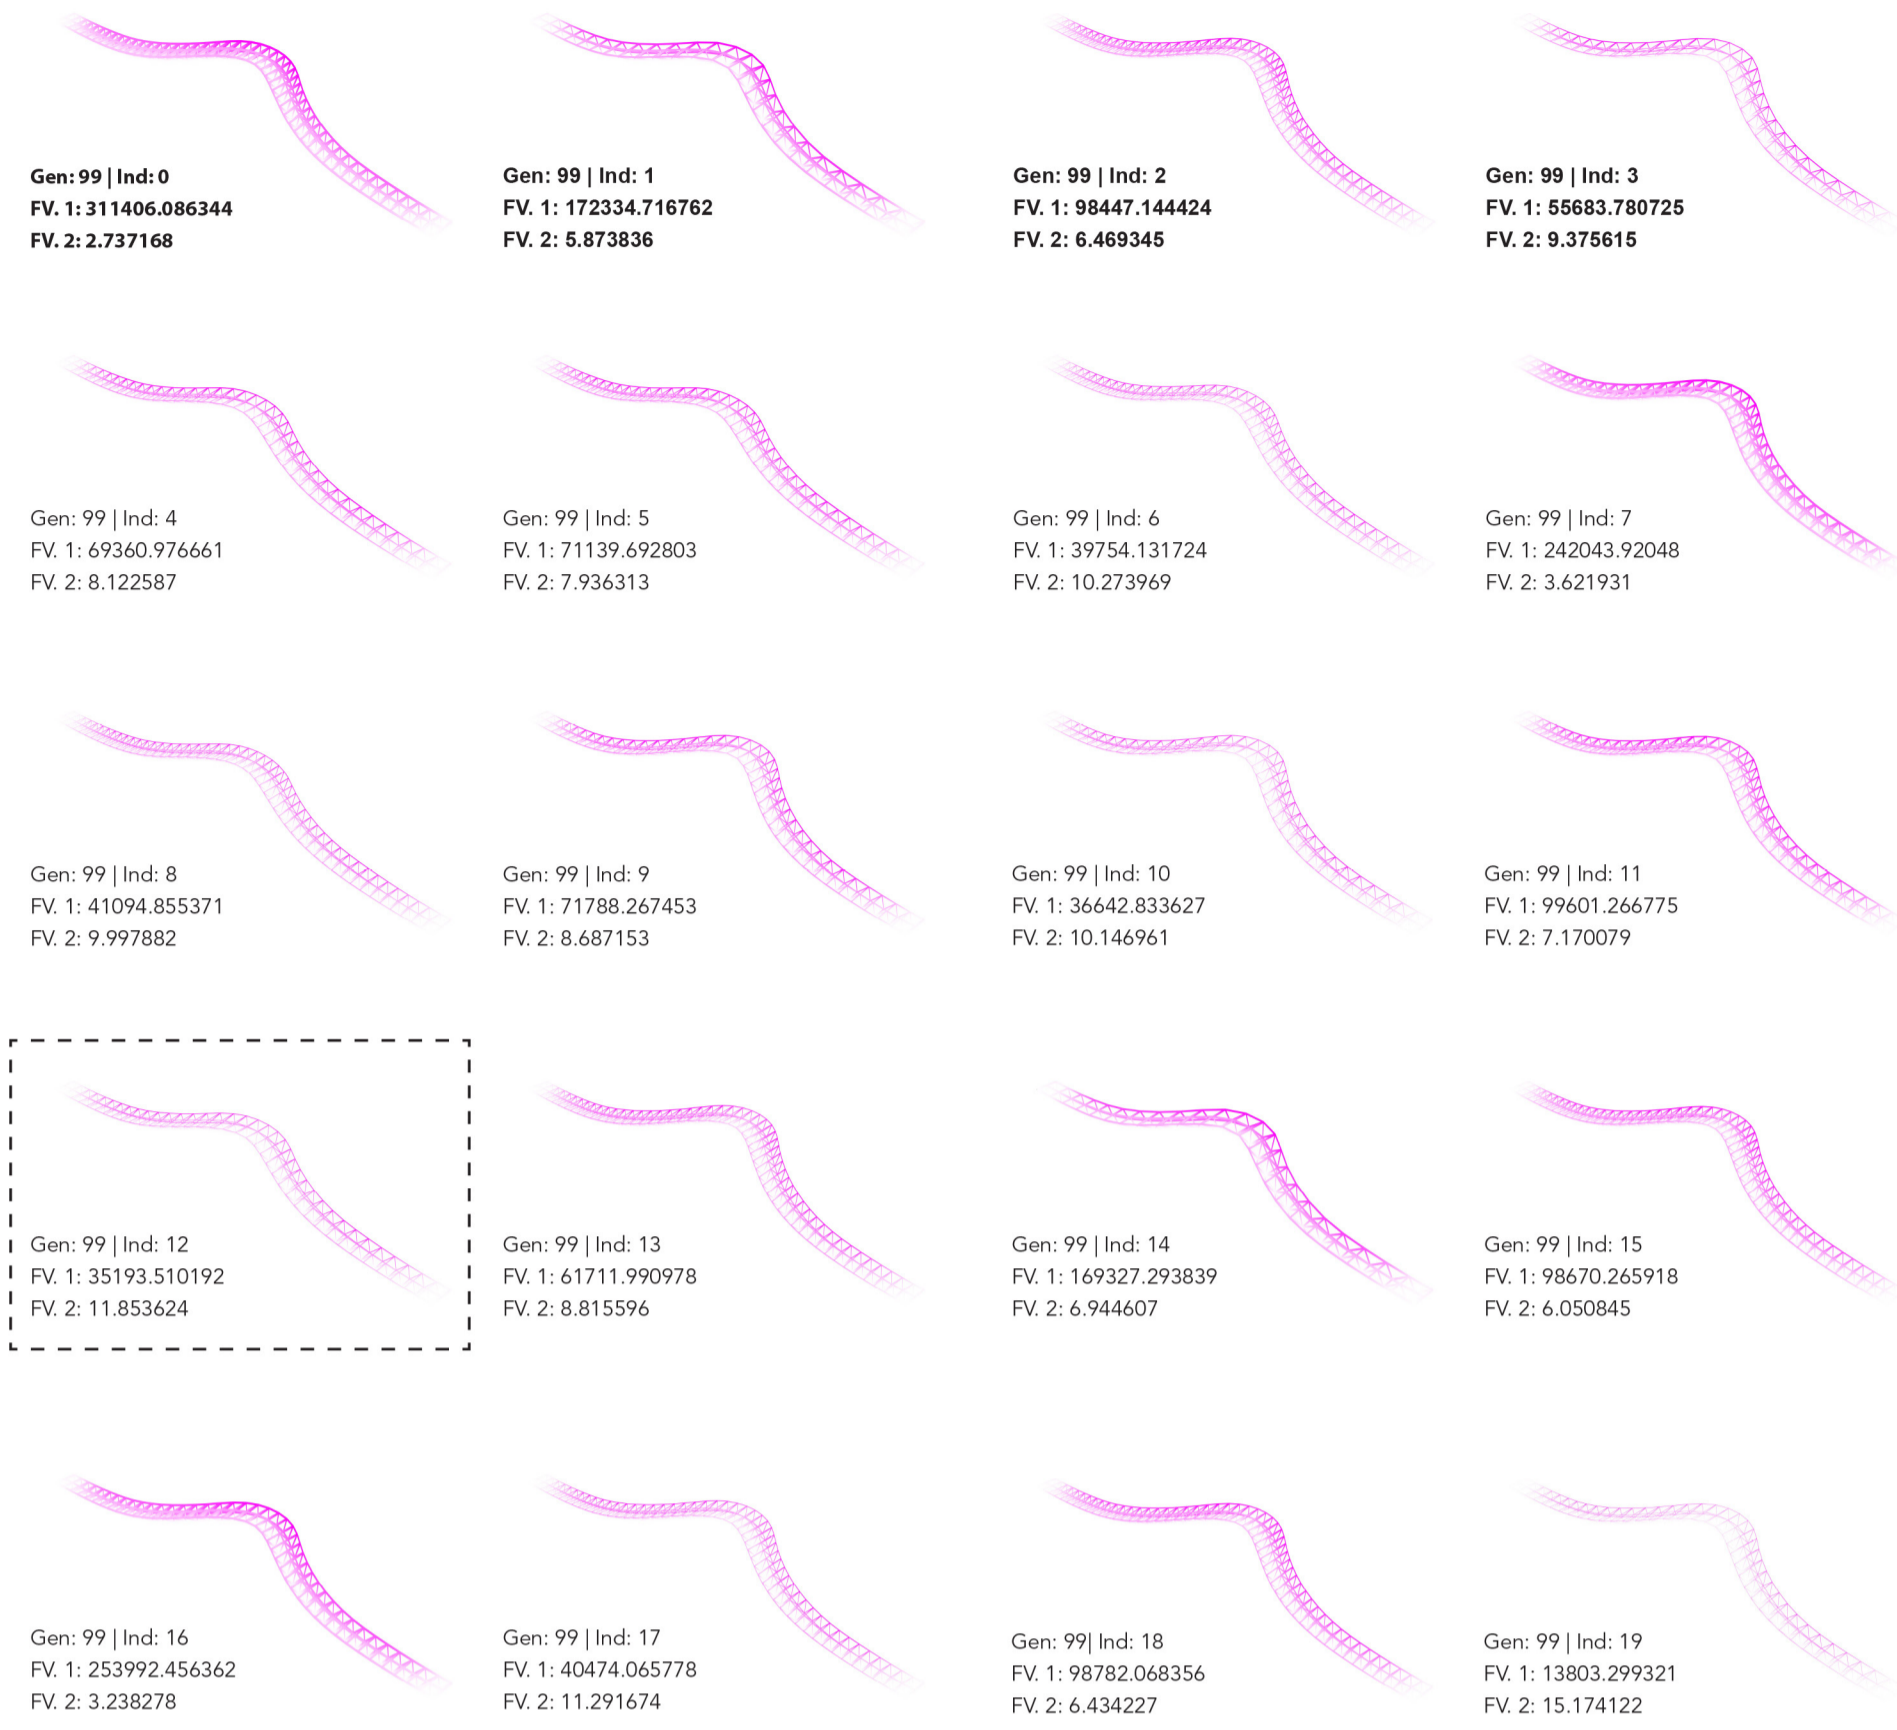 Gen: 99 | Ind: 0
FV. 1: 311406.086344
FV. 2: 2.737168
Gen: 99 | Ind: 1
FV. 1: 172334.716762
FV. 2: 5.873836
Gen: 99 | Ind: 2
FV. 1: 98447.144424
FV. 2: 6.469345
Gen: 99 | Ind: 3
FV. 1: 55683.780725
FV. 2: 9.375615
Gen: 99 | Ind: 4
FV. 1: 69360.976661
FV. 2: 8.122587
Gen: 99 | Ind: 5
FV. 1: 71139.692803
FV. 2: 7.936313
Gen: 99 | Ind: 6
FV. 1: 39754.131724
FV. 2: 10.273969
Gen: 99 | Ind: 7
FV. 1: 242043.92048
FV. 2: 3.621931
Gen: 99 | Ind: 8
FV. 1: 41094.855371
FV. 2: 9.997882
Gen: 99 | Ind: 9
FV. 1: 71788.267453
FV. 2: 8.687153
Gen: 99 | Ind: 10
FV. 1: 36642.833627
FV. 2: 10.146961
Gen: 99 | Ind: 11
FV. 1: 99601.266775
FV. 2: 7.170079
Gen: 99 | Ind: 12
FV. 1: 35193.510192
FV. 2: 11.853624
Gen: 99 | Ind: 13
FV. 1: 61711.990978
FV. 2: 8.815596
Gen: 99 | Ind: 14
FV. 1: 169327.293839
FV. 2: 6.944607
Gen: 99 | Ind: 15
FV. 1: 98670.265918
FV. 2: 6.050845
Gen: 99 | Ind: 16
FV. 1: 253992.456362
FV. 2: 3.238278
Gen: 99 | Ind: 17
FV. 1: 40474.065778
FV. 2: 11.291674
Gen: 99| Ind: 18
FV. 1: 98782.068356
FV. 2: 6.434227
Gen: 99 | Ind: 19
FV. 1: 13803.299321
FV. 2: 15.174122